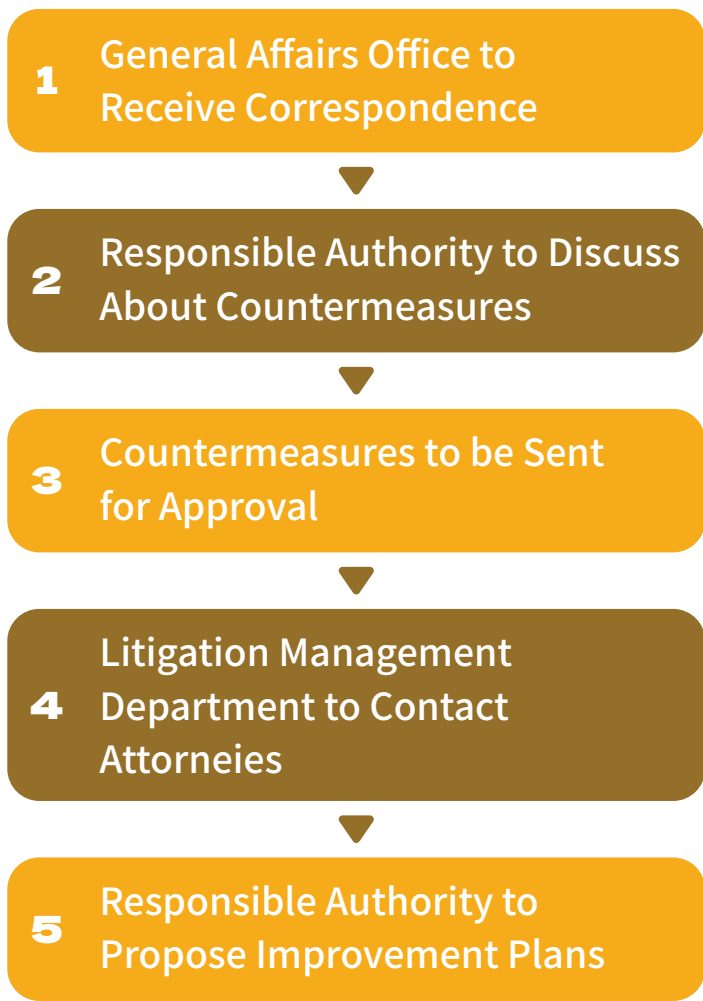 1
General Affairs Office to
Receive Correspondence
2
Responsible Authority to Discuss
About Countermeasures
3
Countermeasures to be Sent
for Approval
4
Litigation Management
Department to Contact
Attorneies
5
Responsible Authority to
Propose Improvement Plans